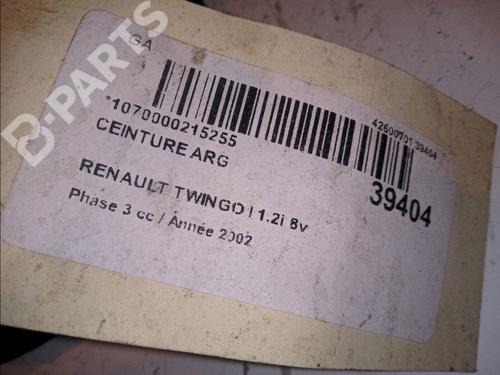 B-PARTS
GA
*1070000215255
42600701 39404
CEINTURE ARG
39404
RENAULT TWINGO I 1.2i 8v
Phase 3 cc / Année 2002